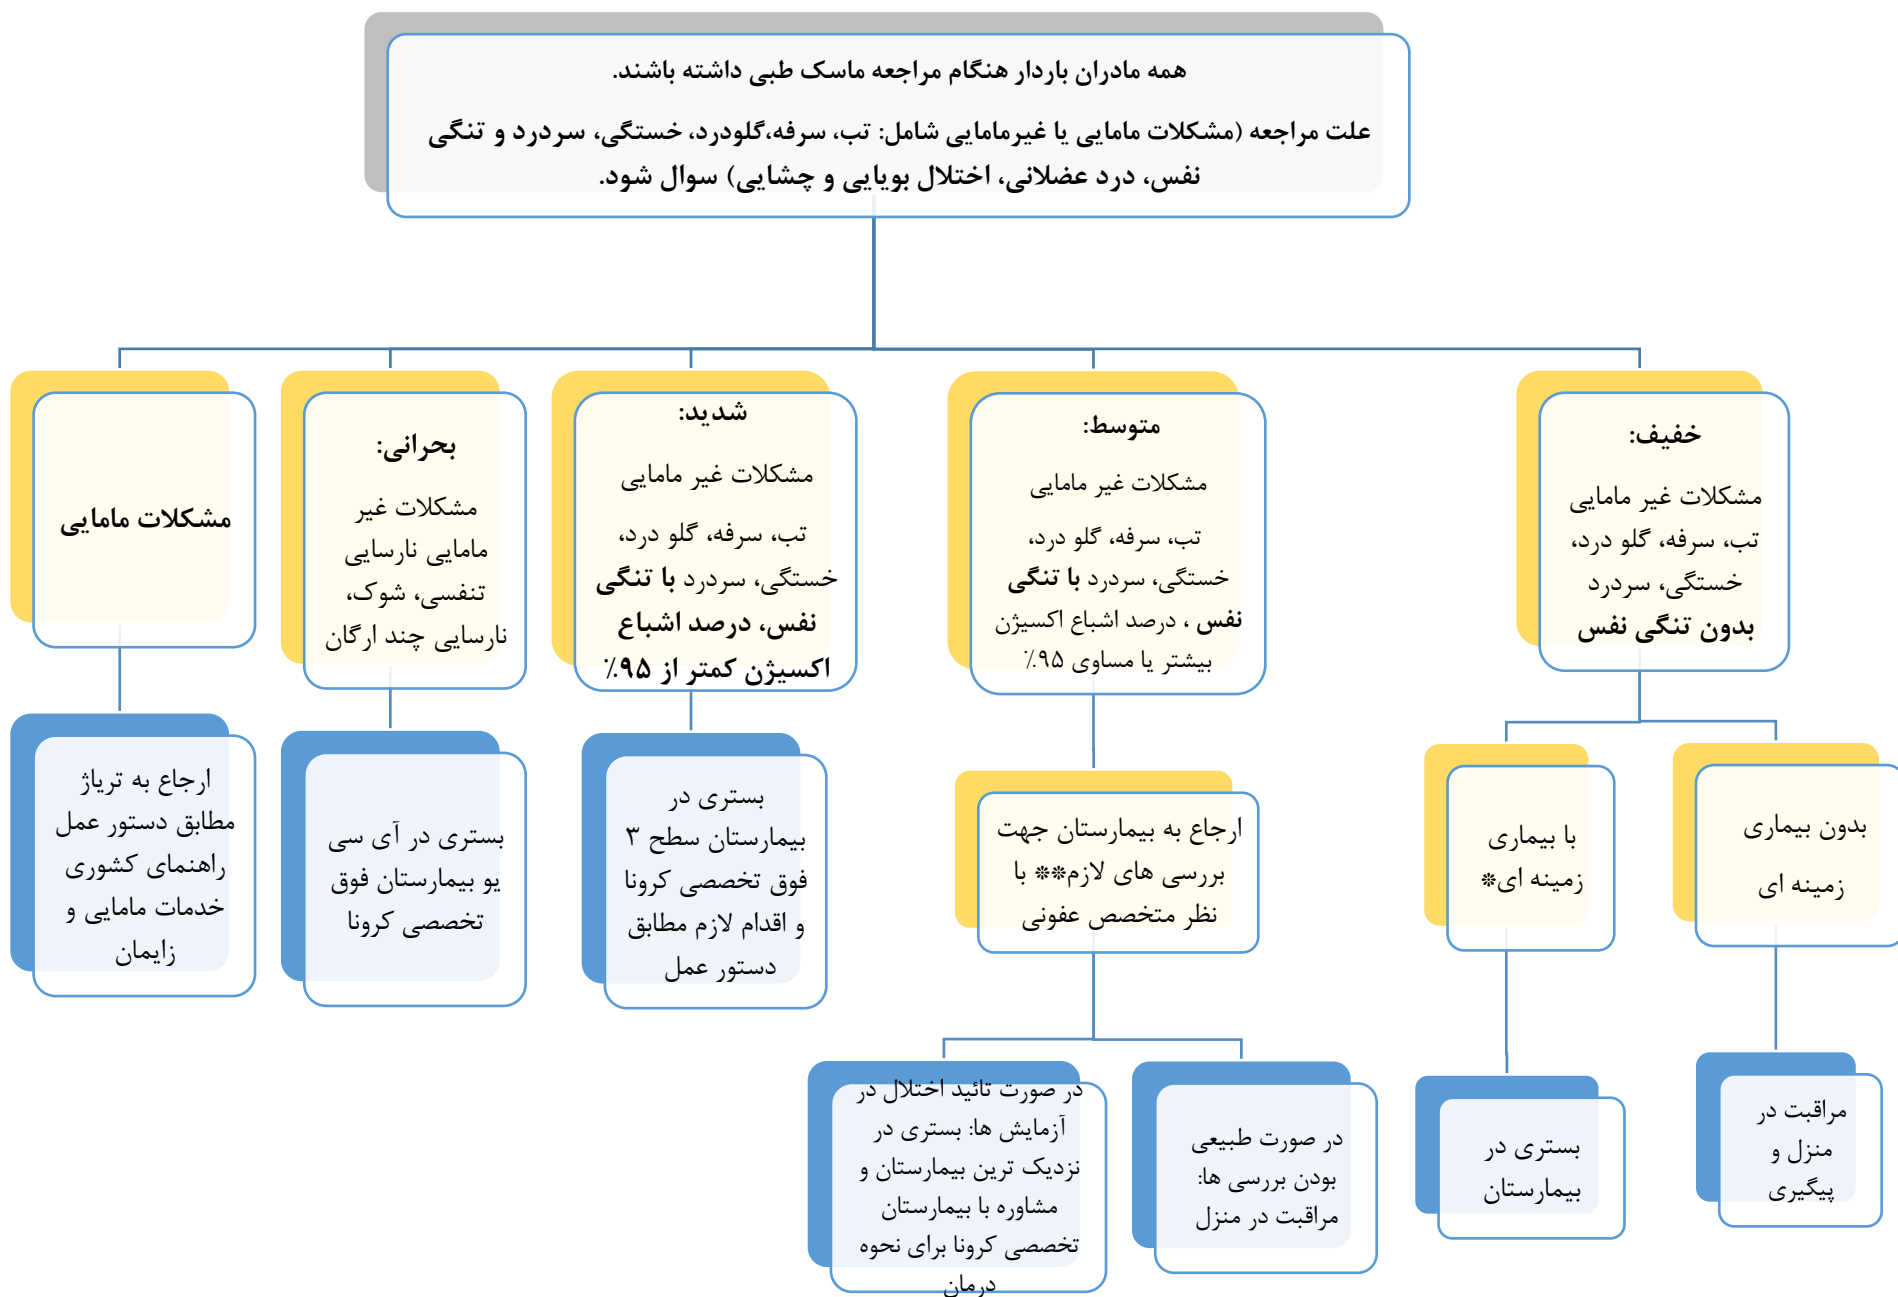 همه مادران باردار هنگام مراجعه ماسک طبی داشته باشند.
علت مراجعه (مشکلات مامایی یا غیرمامایی شامل: تب، سرفه،گلودرد، خستگی، سردرد و تنگی
نفس، درد عضلانی، اختلال بویایی و چشایی) سوال شود.
خفیف:
مشکلات غیر مامایی
تب، سرفه، گلو درد،
خستگی، سردرد
بدون تنگی نفس
متوسط:
مشکلات غیر مامایی
تب، سرفه، گلو درد،
خستگی، سردرد با تنگی
نفس ، درصد اشباع اکسیژن
بیشتر یا مساوی ۹۵٪
شدید:
مشکلات غیر مامایی
تب، سرفه، گلو درد،
خستگی، سردرد با تنگی
نفس، درصد اشباع
اکسیژن کمتر از ۹۵٪
بحرانی:
مشکلات غیر
مامایی نارسایی
تنفسی، شوک،
نارسایی چند ارگان
مشکلات مامایی
بدون بیماری
زمینه ای
با بیماری
زمینه ای*
ارجاع به بیمارستان جهت
بررسی های لازم** با
نظر متخصص عفونی
بستری در
بیمارستان سطح ۳
فوق تخصصی کرونا
و اقدام لازم مطابق
دستور عمل
بستری در آی سی
یو بیمارستان فوق
تخصصی کرونا
ارجاع به تریاژ
مطابق دستور عمل
راهنمای کشوری
خدمات مامایی و
زایمان
مراقبت در
منزل و
پیگیری
بستری در
بیمارستان
در صورت طبیعی
بودن بررسی ها:
مراقبت در منزل
در صورت تائید اختلال در
آزمایش ها: بستری در
نزدیک ترین بیمارستان و
مشاوره با بیمارستان
تخصصی کرونا برای نحوه
درمان